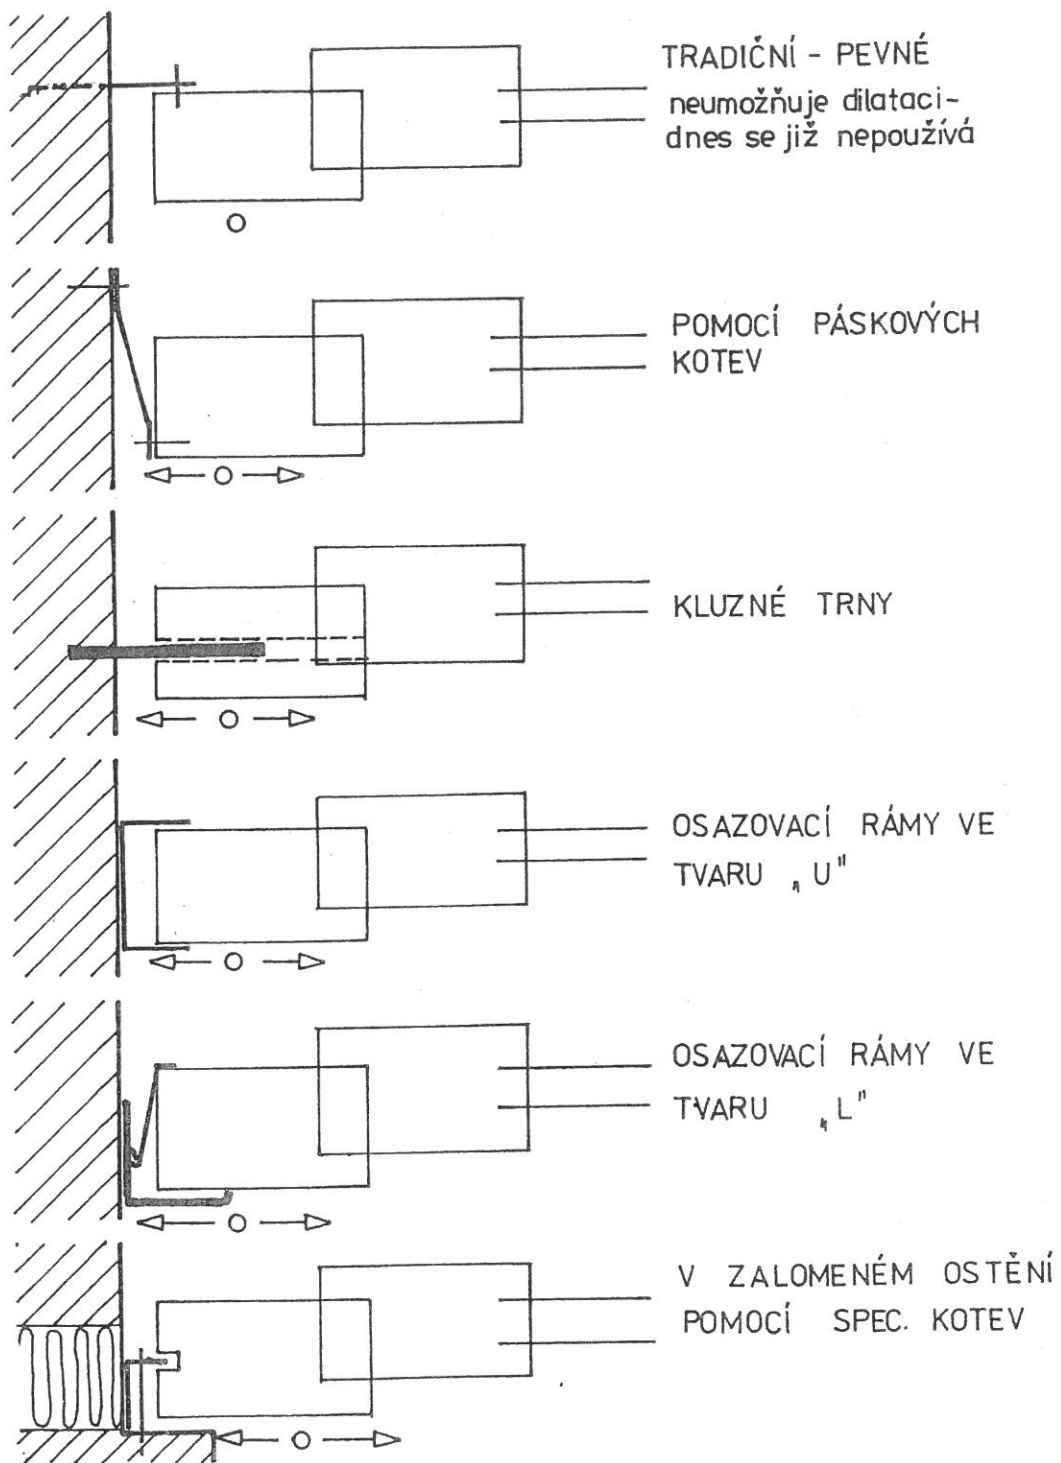 TRADIČNÍ - PEVNÉ
neumožňuje dilataci-
dnes se již nepoužívá
POMOCÍ PÁSKOVÝCH
KOTEV
KLUZNÉ TRNY
OSAZOVACÍ RÁMY VE
TVARU „U"
OSAZOVACÍ RÁMY VE
TVARU „L"
V ZALOMENÉM OSTĚNÍ
POMOCÍ SPEC. KOTEV